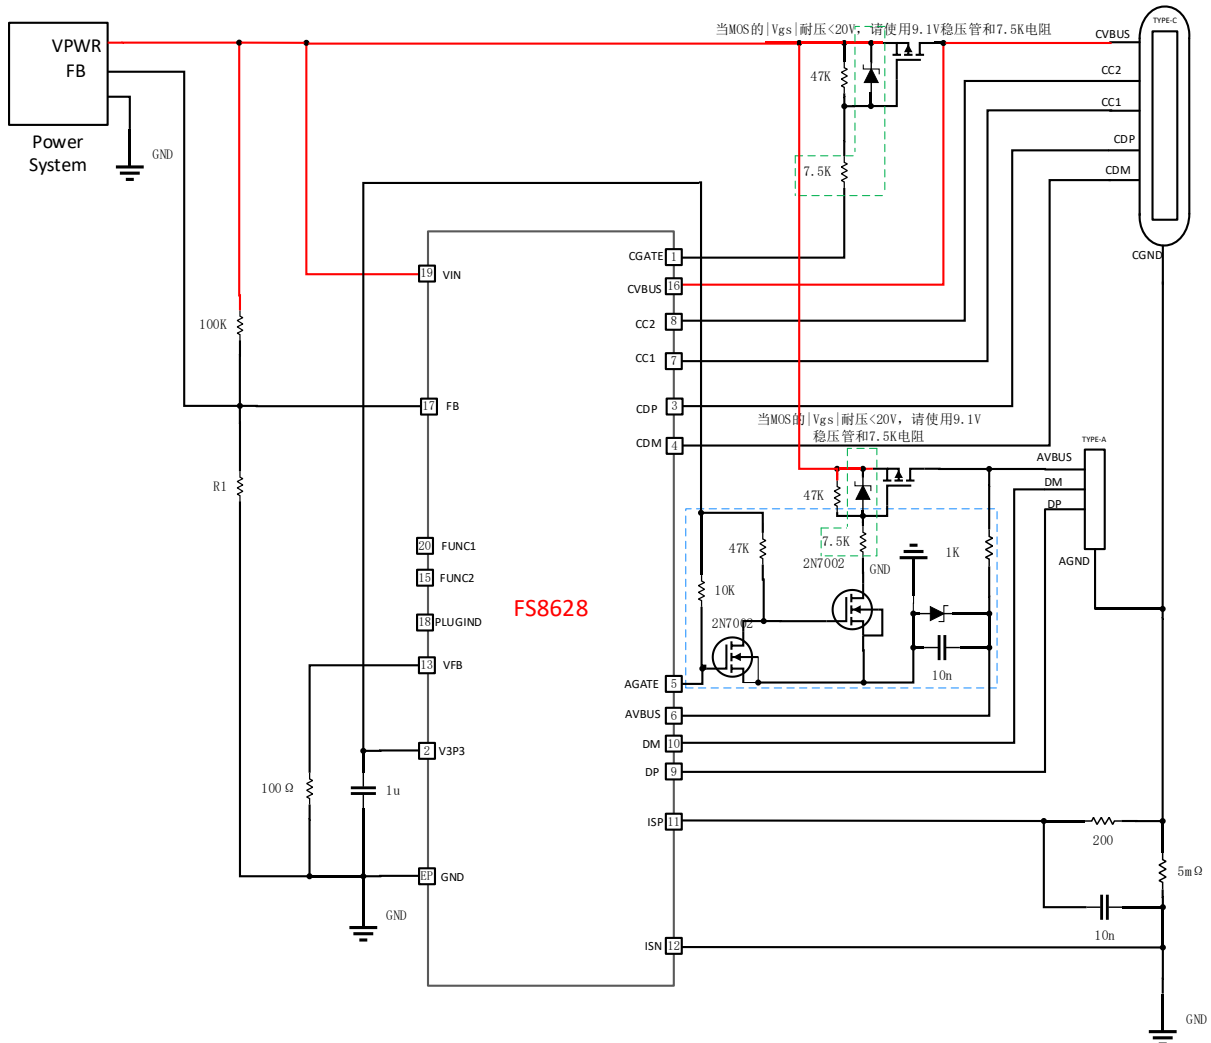 当MOS的|Vgs|耐压<20V，请使用9.1V稳压管和7.5K电阻
TYPE-C
VPWR
CVBUS
FB
CC2
47K
CC1
Power
System
GND
CDP
CDM
7.5K
CGATE
1
CGND
19
VIN
CVBUS
16
CC2
8
100K
CC1
7
17
FB
CDP
3
当MOS的|Vgs|耐压<20V，请使用9.1V
稳压管和7.5K电阻
CDM
4
TYPE-A
AVBUS
DM
R1
47K
DP
20
FUNC1
7.5K
47K
1K
2N7002
GND
AGND
15
FUNC2
10K
FS8628
18
PLUGIND
2N7002
13
VFB
10n
AGATE
5
AVBUS
6
2
V3P3
DM
10
DP
9
100Ω
1u
ISP
11
200
EP
GND
5mΩ
GND
10n
ISN
12
GND